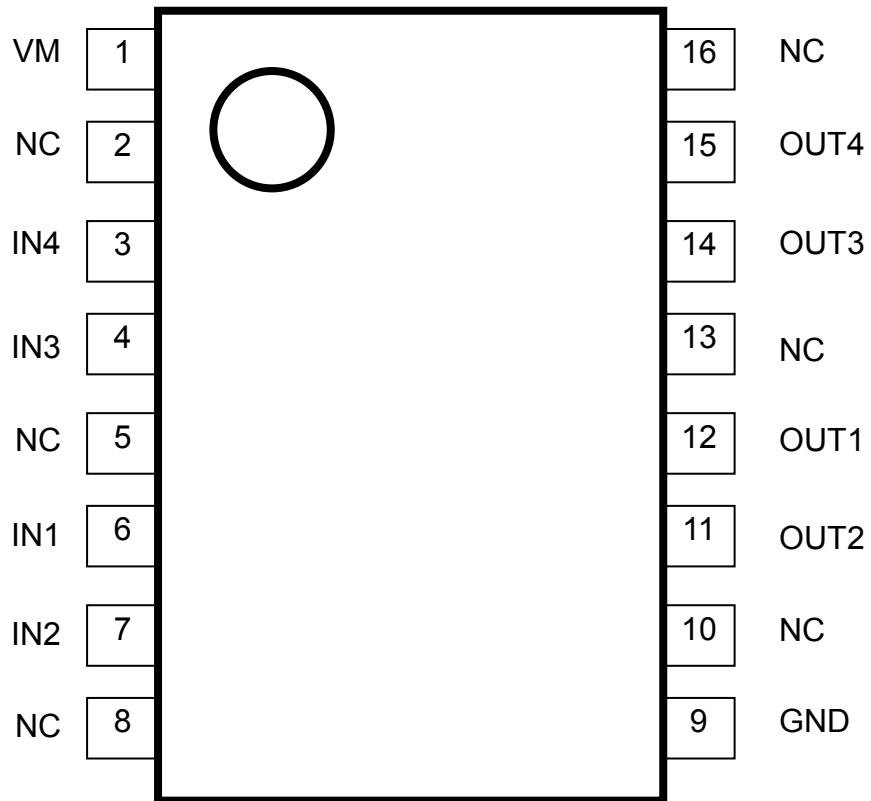 VM 1 16 NC
NC 2 15 OUT4
IN4 3 14 OUT3
IN3 4 13 NC
NC 5 12 OUT1
IN1 6 11 OUT2
IN2 7 10 NC
NC 8 9 GND